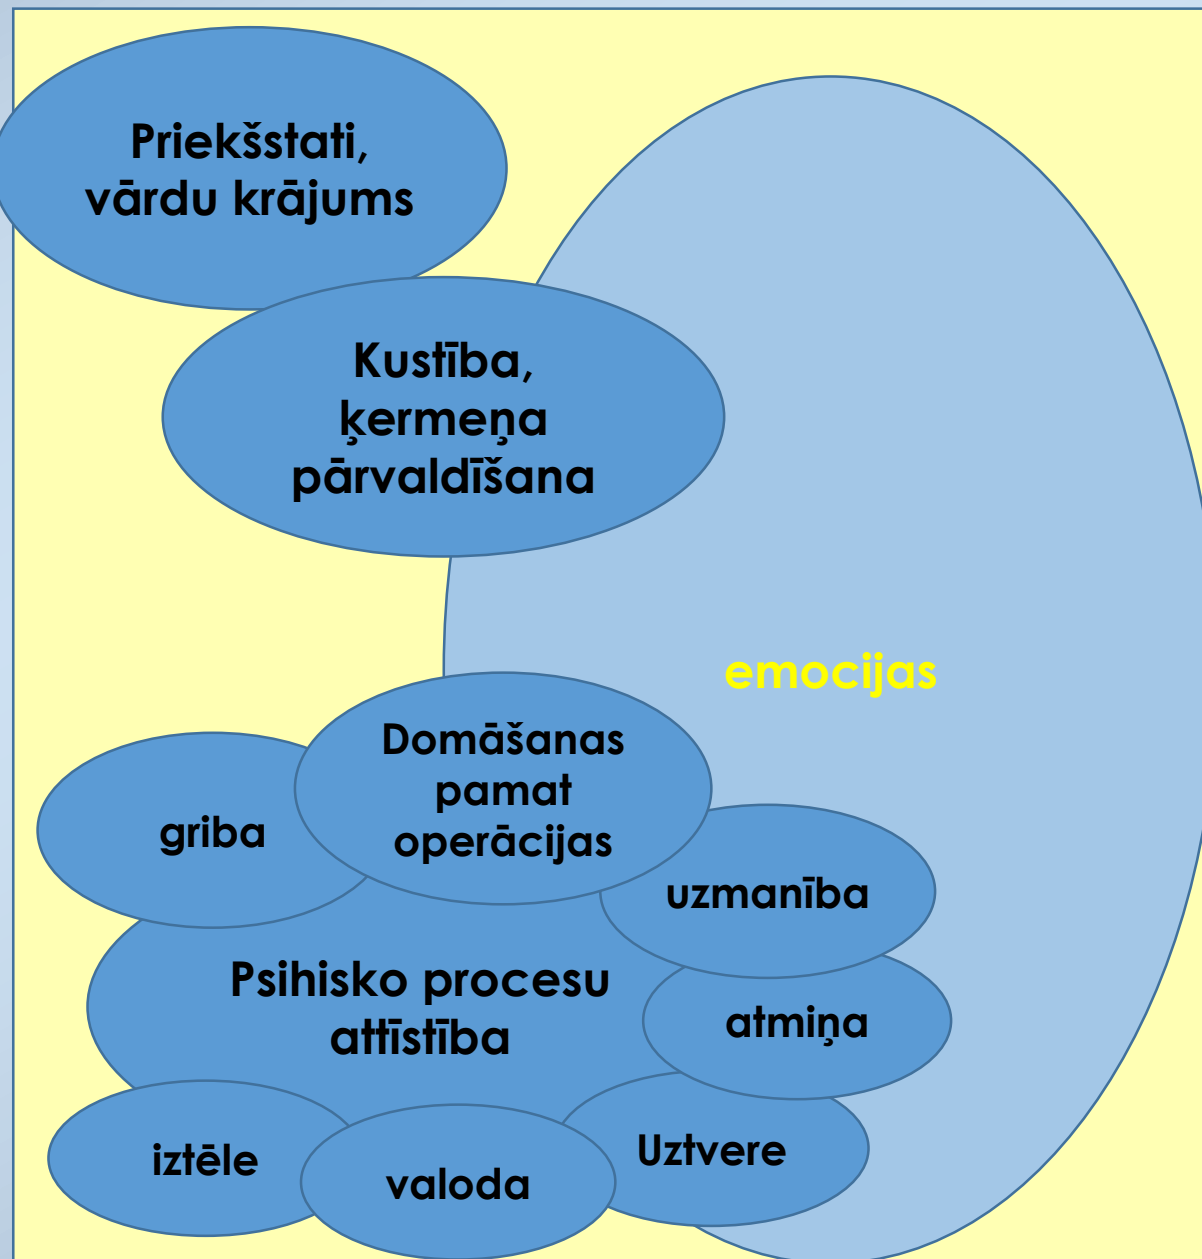 Priekšstati,
vārdu krājums
Kustība,
ķermeņa
pārvaldīšana
emocijas
Domāšanas
pamat
operācijas
griba
uzmanība
Psihisko procesu
attīstība
atmiņa
iztēle
valoda
Uztvere